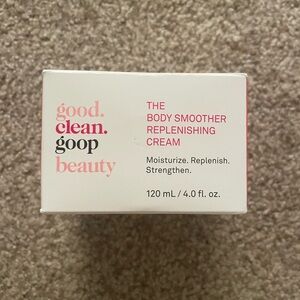 good.
clean.
goop
beauty
THE
BODY SMOOTHER
REPLENISHING
CREAM
Moisturize. Replenish.
Strengthen.
120 mL / 4.0 fl. oz.